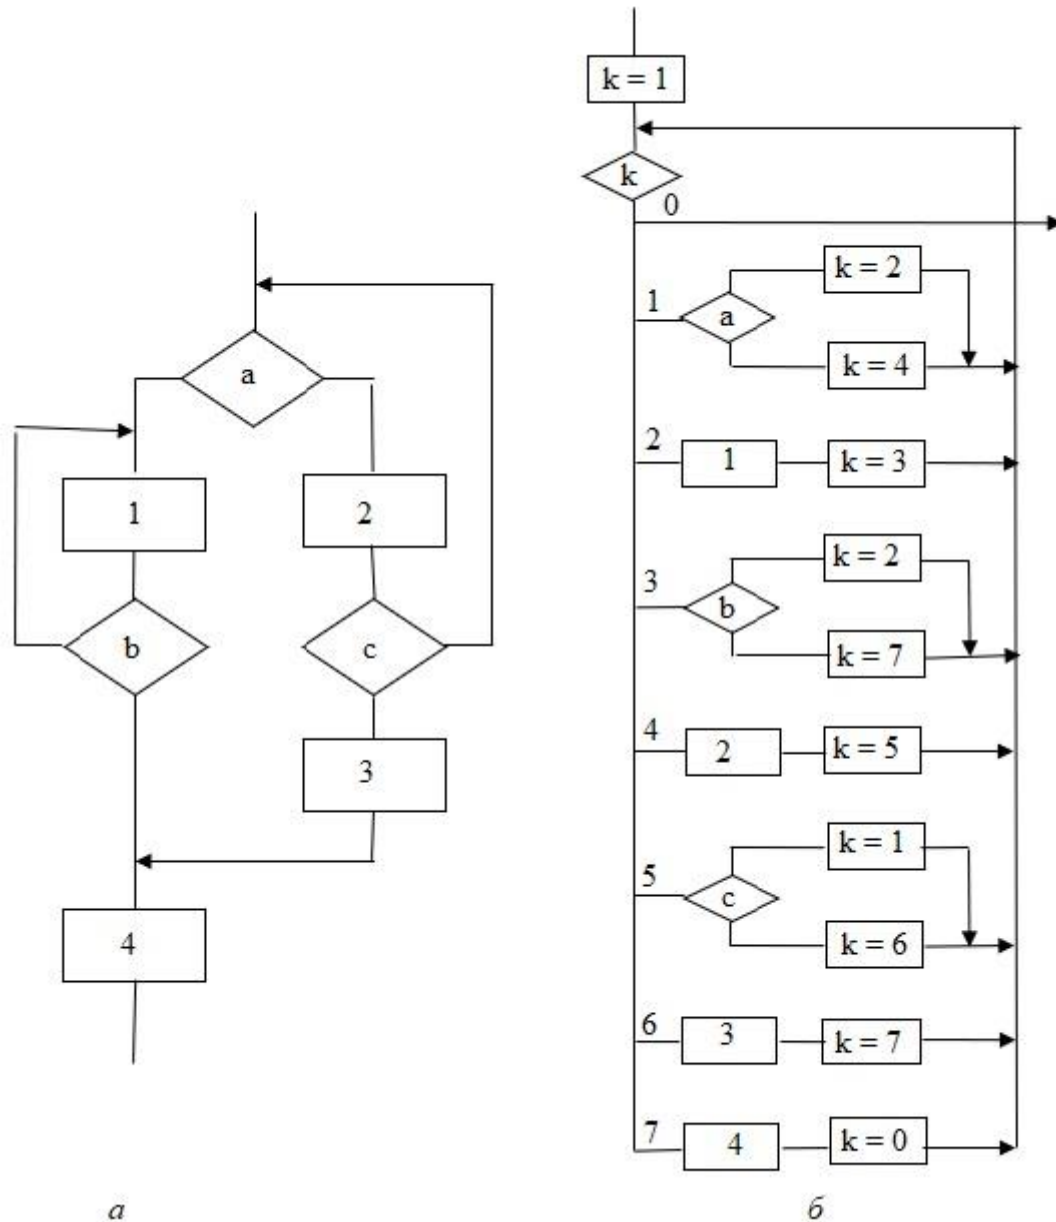 a
1
2
b
c
3
4
а
k = 1
k
0
1
a
k = 2
k = 4
2
1
k = 3
3
b
k = 2
k = 7
4
2
k = 5
5
c
k = 1
k = 6
6
3
k = 7
7
4
k = 0
б